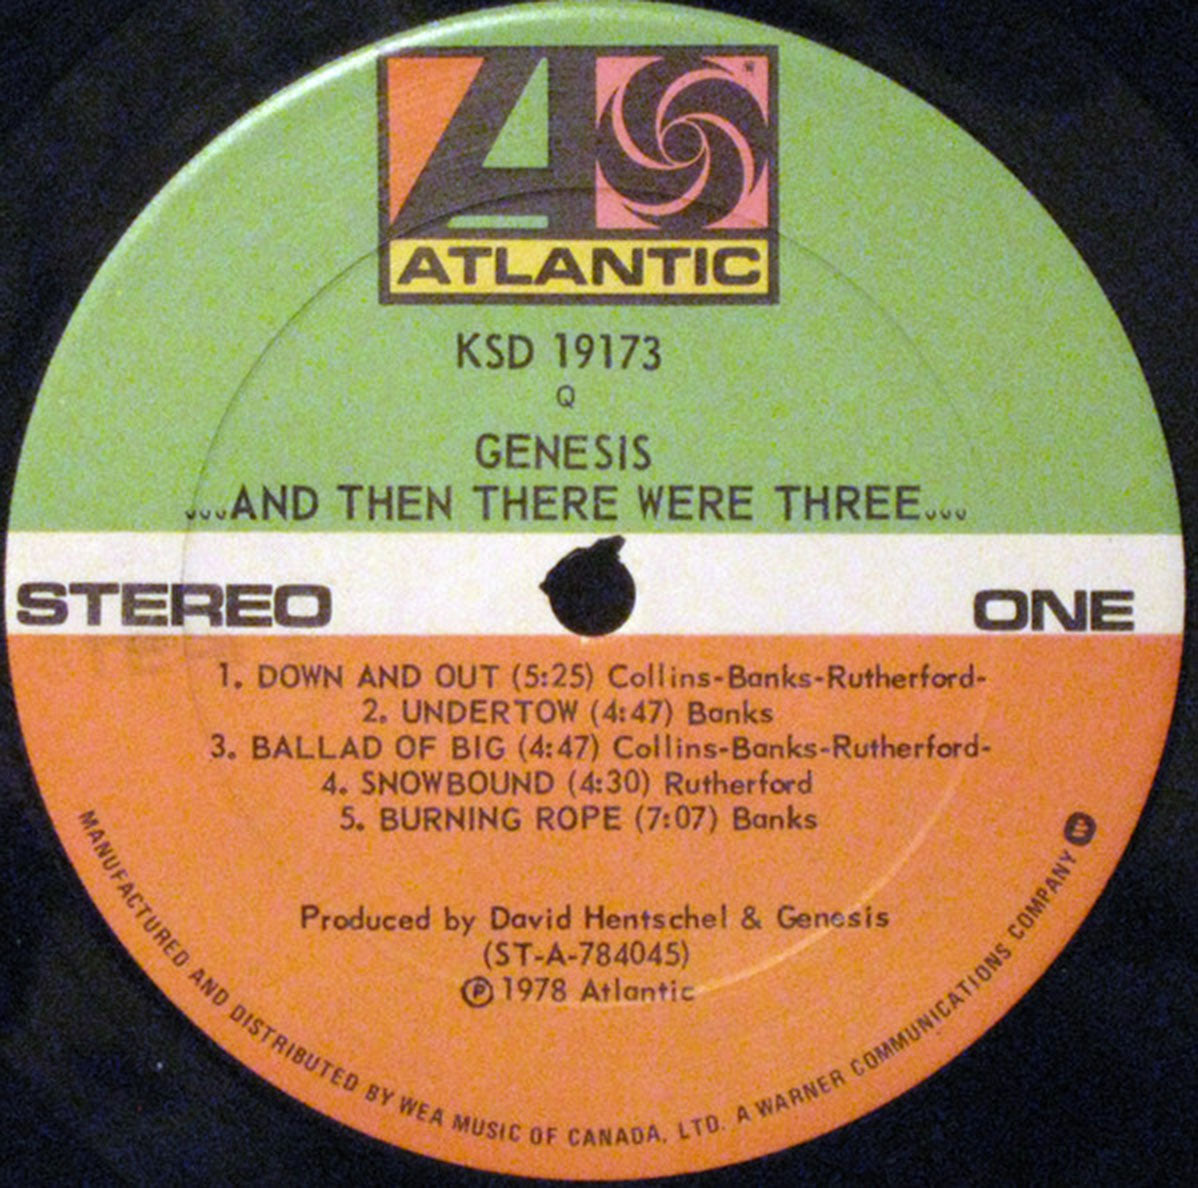 ATLANTIC
KSD 19173
Q
GENESIS
...AND THEN THERE WERE THREE...
STEREO
ONE
1. DOWN AND OUT (5:25) Collins-Banks-Rutherford-
2. UNDERTOW (4:47) Banks
3. BALLAD OF BIG (4:47) Collins-Banks-Rutherford-
4. SNOWBOUND (4:30) Rutherford
5. BURNING ROPE (7:07) Banks
Produced by David Hentschel & Genesis
(ST-A-784045)
Ⓟ 1978 Atlantic
MANUFACTURED AND DISTRIBUTED BY WEA MUSIC OF CANADA, LTD. A WARNER COMMUNICATIONS COMPANY